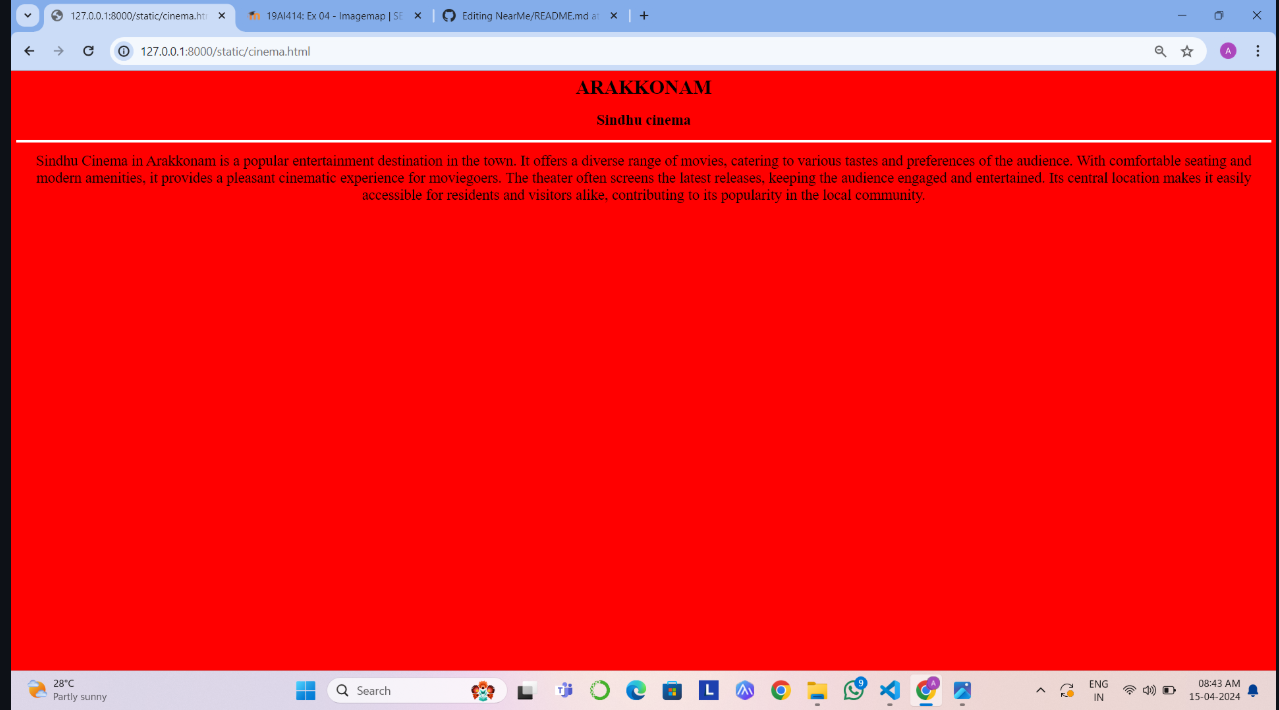 127.0.0.1:8000/static/cinema.ht
19AI414: Ex 04 - Imagemap | SE
Editing NearMe/README.md at
127.0.0.1:8000/static/cinema.html
A
ARAKKONAM
Sindhu cinema
Sindhu Cinema in Arakkonam is a popular entertainment destination in the town. It offers a diverse range of movies, catering to various tastes and preferences of the audience. With comfortable seating and
modern amenities, it provides a pleasant cinematic experience for moviegoers. The theater often screens the latest releases, keeping the audience engaged and entertained. Its central location makes it easily
accessible for residents and visitors alike, contributing to its popularity in the local community.
28°C
Partly sunny
Search
L
9
A
ENG
IN
08:43 AM
15-04-2024